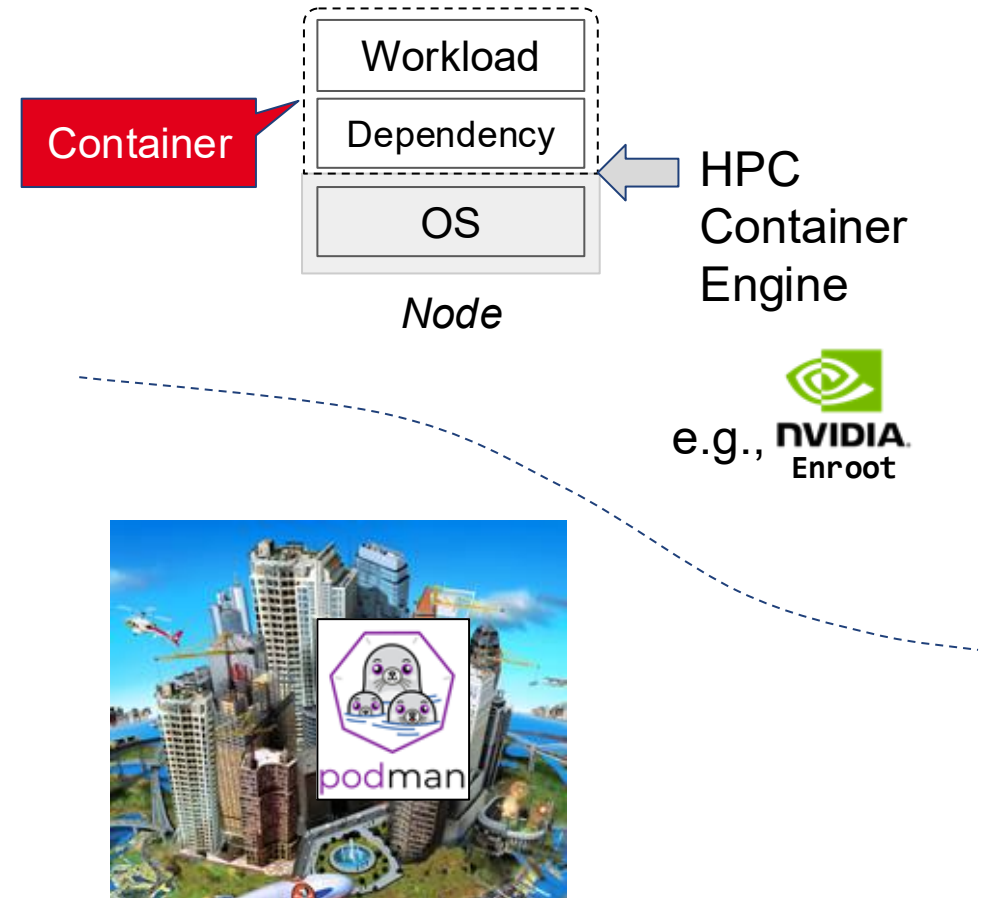 Workload
Container
Dependency
HPC
Container
Engine
OS
Node
e.g.,
NVIDIA.
Enroot
podman